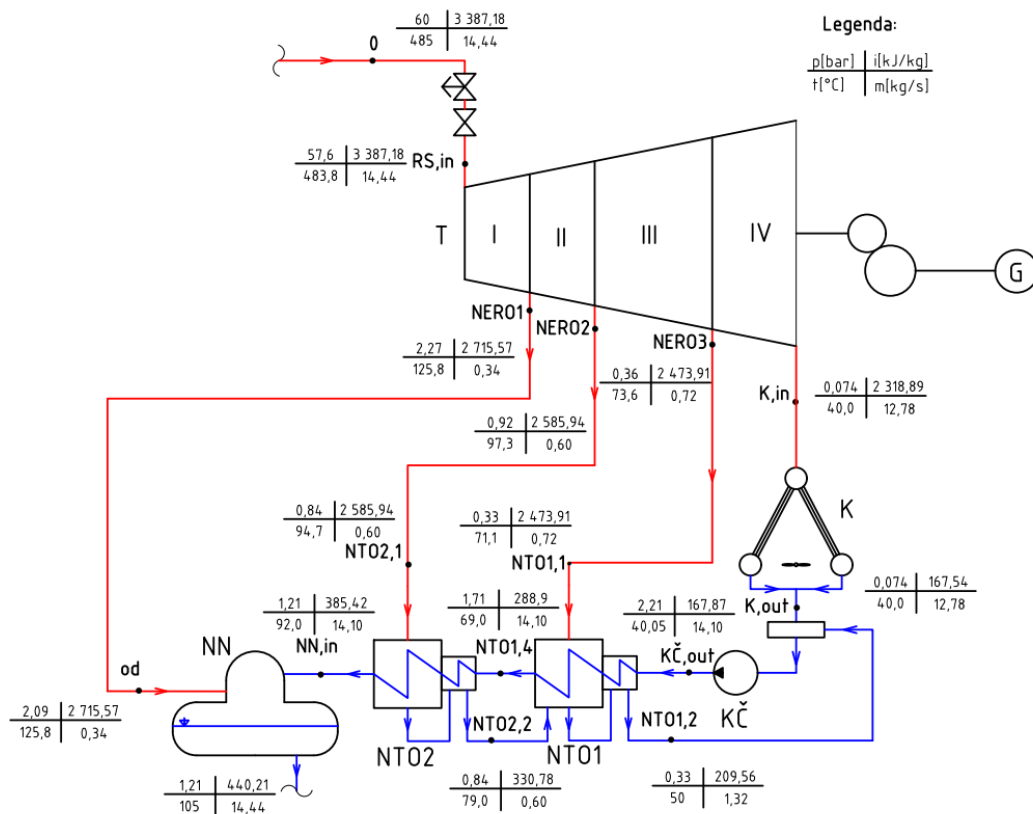 60 3 387,18
485 14,44
0
Legenda:
p[bar] i[kJ/kg]
t[°C] m[kg/s]
57,6 3 387,18
483,8 14,44
RS,in
T I II III IV
G
NERO1
NERO2
NERO3
2,27 2 715,57
125,8 0,34
0,36 2 473,91
73,6 0,72
K,in
0,074 2 318,89
40,0 12,78
0,92 2 585,94
97,3 0,60
K
0,84 2 585,94
94,7 0,60
NTO2,1
0,33 2 473,91
71,1 0,72
NTO1,1
0,074 167,54
40,0 12,78
K,out
1,21 385,42
92,0 14,10
NN,in
1,71 288,9
69,0 14,10
NTO1,4
2,21 167,87
40,05 14,10
KČ,out
NN
od
KČ
2,09 2 715,57
125,8 0,34
NTO2
NTO2,2
NTO1
NTO1,2
1,21 440,21
105 14,44
0,84 330,78
79,0 0,60
0,33 209,56
50 1,32